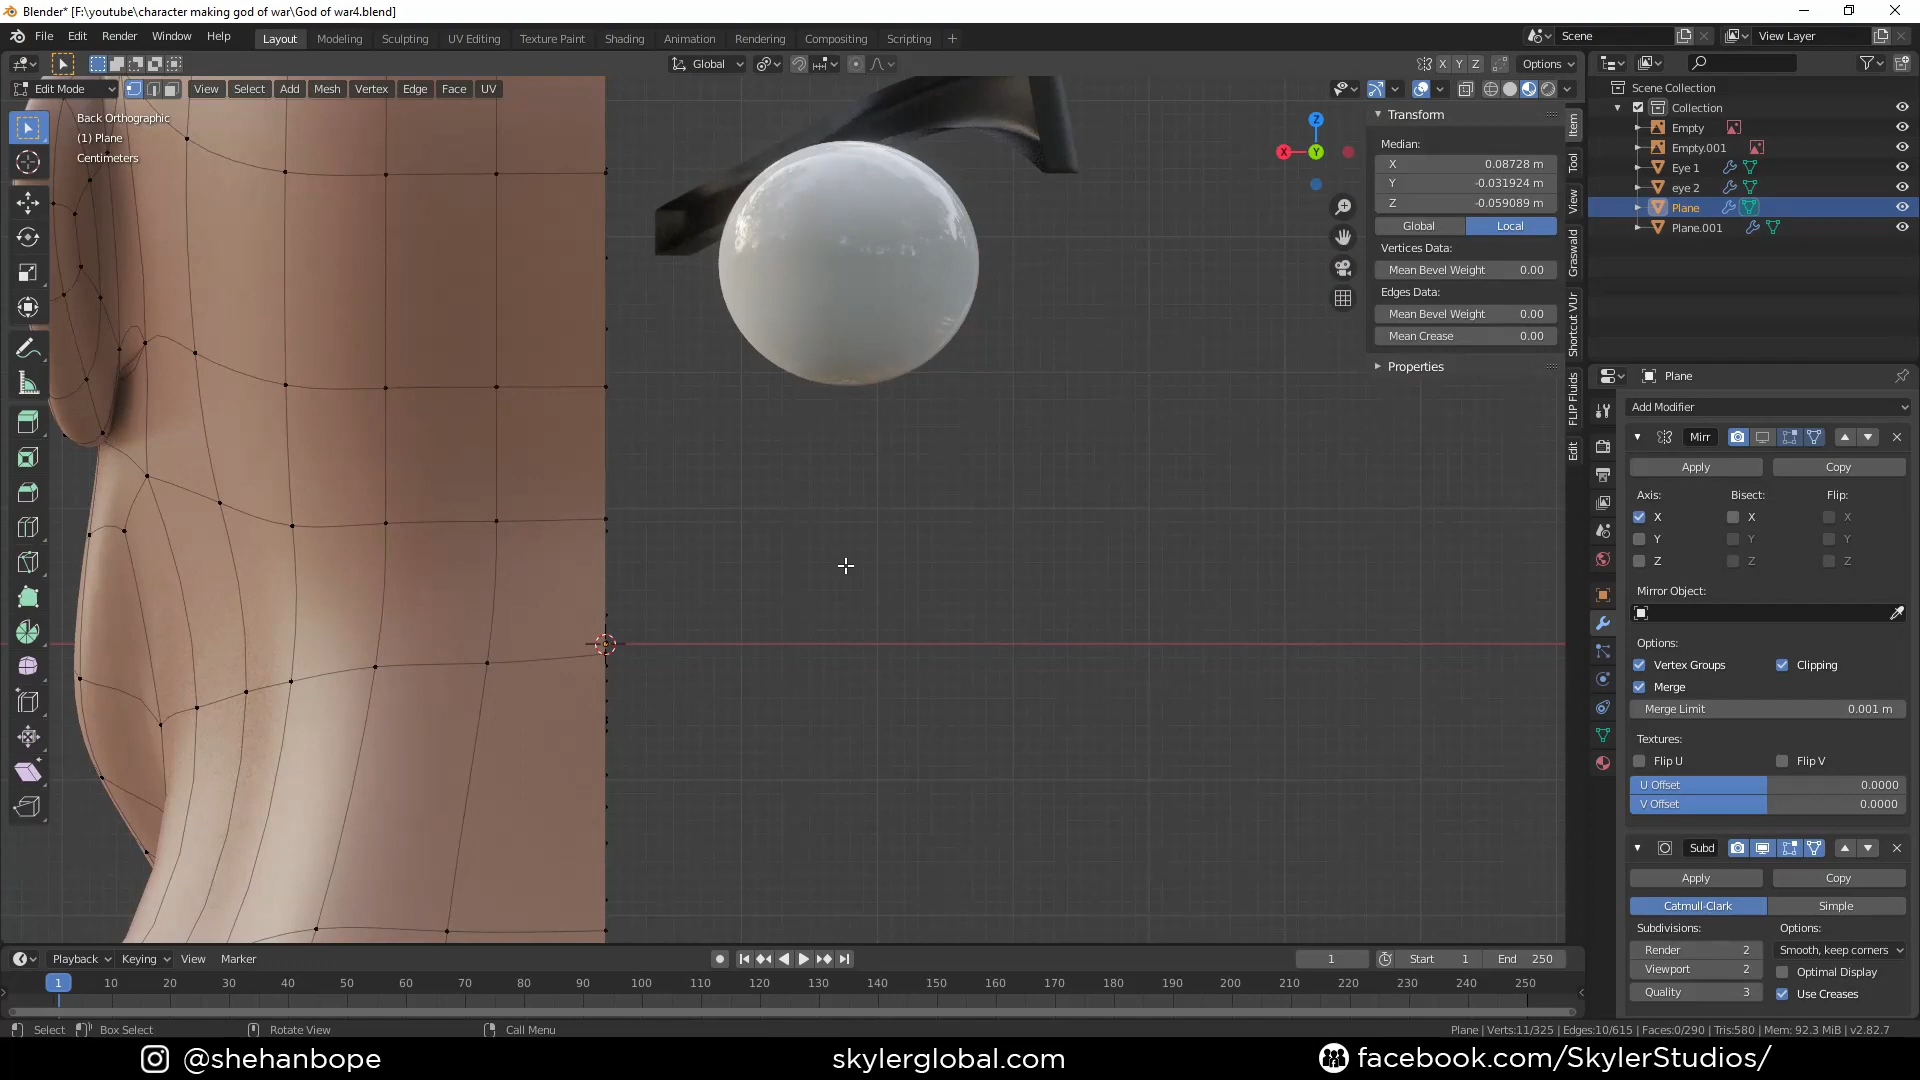 Blender* [F:\youtube\character making god of war\God of war4.blend]
File Edit Render Window Help
Layout Modeling Sculpting UV Editing Texture Paint Shading Animation Rendering Compositing Scripting +
Scene
View Layer
Global
X Y Z Options
Edit Mode View Select Add Mesh Vertex Edge Face UV
Back Orthographic
(1) Plane
Centimeters
Z
X
Y
Transform
Median:
X 0.08728 m
Y -0.031924 m
Z -0.059089 m
Global Local
Vertices Data:
Mean Bevel Weight 0.00
Edges Data:
Mean Bevel Weight 0.00
Mean Crease 0.00
Properties
Item
Tool
View
Graswald
Shortcut VUr
FLIP Fluids
Edit
Scene Collection
Collection
Empty
Empty.001
Eye 1
eye 2
Plane
Plane.001
Plane
Add Modifier
Mirr
Apply Copy
Axis: Bisect: Flip:
X X X
Y Y Y
Z Z Z
Mirror Object:
Options:
Vertex Groups Clipping
Merge
Merge Limit 0.001 m
Textures:
Flip U Flip V
U Offset 0.0000
V Offset 0.0000
Subd
Apply Copy
Catmull-Clark Simple
Subdivisions: Options:
Render 2 Smooth, keep corners
Viewport 2 Optimal Display
Quality 3 Use Creases
Playback Keying View Marker
1 Start 1 End 250
1 10 20 30 40 50 60 70 80 90 100 110 120 130 140 150 160 170 180 190 200 210 220 230 240 250
Select Box Select Rotate View Call Menu
Plane | Verts:11/325 | Edges:10/615 | Faces:0/290 | Tris:580 | Mem: 92.3 MiB | v2.82.7
@shehanbope skylerglobal.com facebook.com/SkylerStudios/